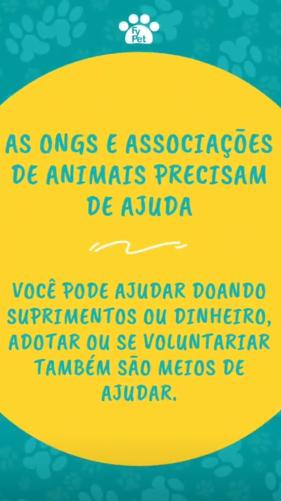 Fy
Pet
AS ONGS E ASSOCIAÇÕES
DE ANIMAIS PRECISAM
DE AJUDA
VOCÊ PODE AJUDAR DOANDO
SUPRIMENTOS OU DINHEIRO,
ADOTAR OU SE VOLUNTARIAR
TAMBÉM SÃO MEIOS DE
AJUDAR.